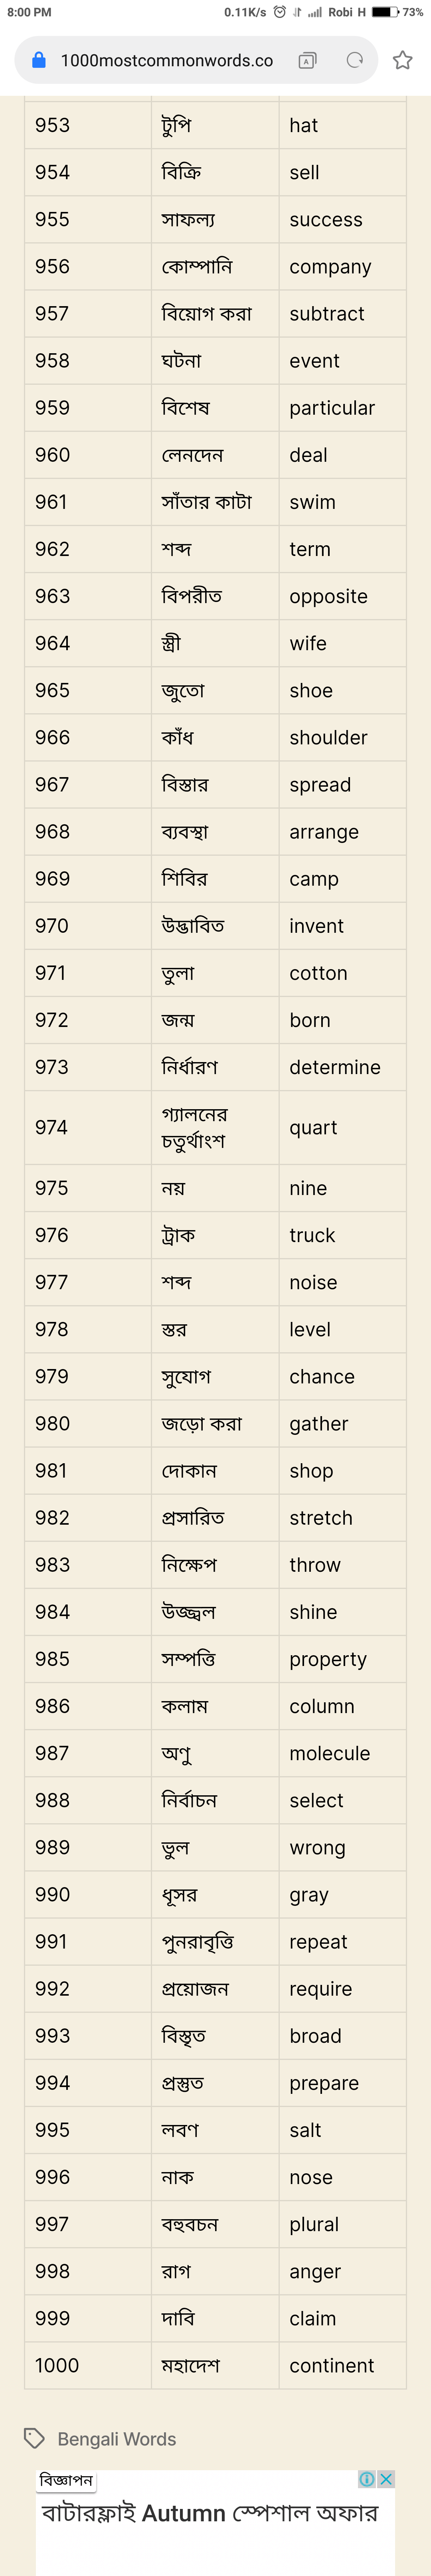 8:00 PM 0.11K/s Robi H 73%
1000mostcommonwords.co
953 টুপি hat
954 বিক্রি sell
955 সাফল্য success
956 কোম্পানি company
957 বিয়োগ করা subtract
958 ঘটনা event
959 বিশেষ particular
960 লেনদেন deal
961 সাঁতার কাটা swim
962 শব্দ term
963 বিপরীত opposite
964 স্ত্রী wife
965 জুতো shoe
966 কাঁধ shoulder
967 বিস্তার spread
968 ব্যবস্থা arrange
969 শিবির camp
970 উদ্ভাবিত invent
971 তুলা cotton
972 জন্ম born
973 নির্ধারণ determine
974 গ্যালনের
চতুর্থাংশ quart
975 নয় nine
976 ট্রাক truck
977 শব্দ noise
978 স্তর level
979 সুযোগ chance
980 জড়ো করা gather
981 দোকান shop
982 প্রসারিত stretch
983 নিক্ষেপ throw
984 উজ্জ্বল shine
985 সম্পত্তি property
986 কলাম column
987 অণু molecule
988 নির্বাচন select
989 ভুল wrong
990 ধূসর gray
991 পুনরাবৃত্তি repeat
992 প্রয়োজন require
993 বিস্তৃত broad
994 প্রস্তুত prepare
995 লবণ salt
996 নাক nose
997 বহুবচন plural
998 রাগ anger
999 দাবি claim
1000 মহাদেশ continent
Bengali Words
বিজ্ঞাপন
বাটারফ্লাই Autumn স্পেশাল অফার